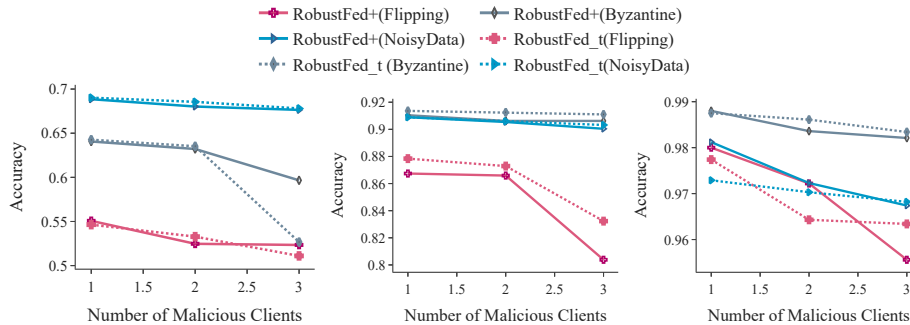 RobustFed+(Flipping) RobustFed+(Byzantine)
RobustFed+(NoisyData) RobustFed_t(Flipping)
RobustFed_t (Byzantine) RobustFed_t(NoisyData)
Accuracy
0.7
0.65
0.6
0.55
0.5
1 1.5 2 2.5 3
Number of Malicious Clients
Accuracy
0.92
0.9
0.88
0.86
0.84
0.82
0.8
1 1.5 2 2.5 3
Number of Malicious Clients
Accuracy
0.99
0.98
0.97
0.96
1 1.5 2 2.5 3
Number of Malicious Clients